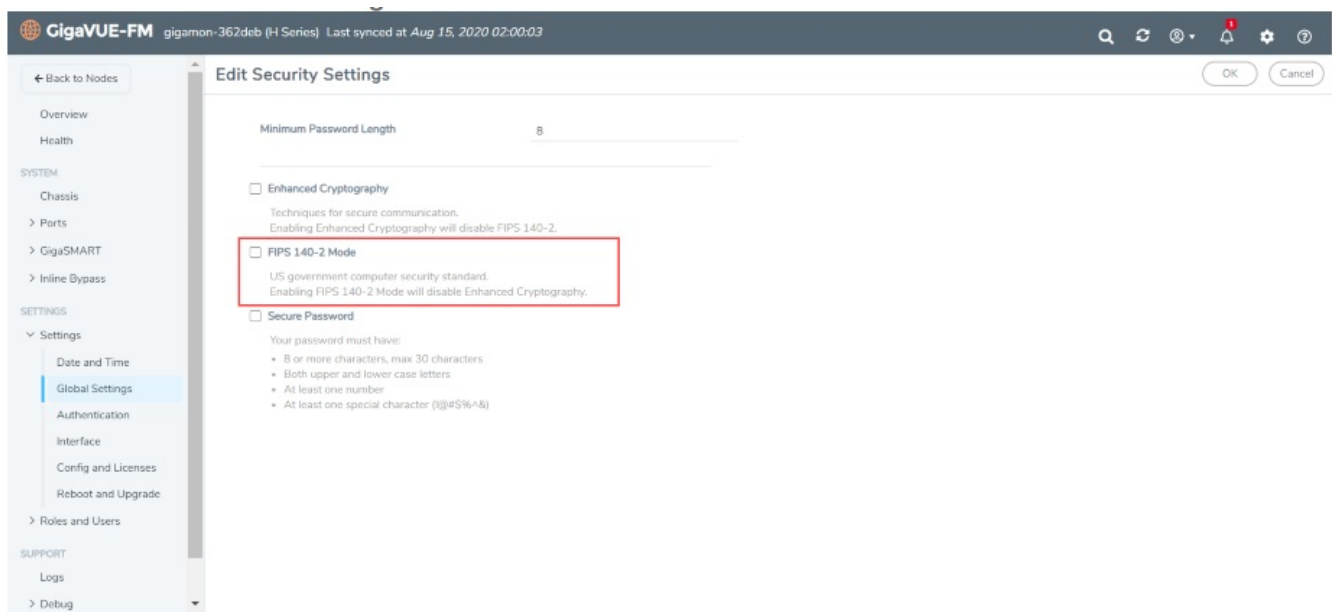 GigaVUE-FM gigamon-362deb (H Series) Last synced at Aug 15, 2020 02:00:03
1
← Back to Nodes
Overview
Health
SYSTEM
Chassis
> Ports
> GigaSMART
> Inline Bypass
SETTINGS
Settings
Date and Time
Global Settings
Authentication
Interface
Config and Licenses
Reboot and Upgrade
> Roles and Users
SUPPORT
Logs
> Debug
Edit Security Settings
OK
Cancel
Minimum Password Length 8
Enhanced Cryptography
Techniques for secure communication.
Enabling Enhanced Cryptography will disable FIPS 140-2.
FIPS 140-2 Mode
US government computer security standard.
Enabling FIPS 140-2 Mode will disable Enhanced Cryptography.
Secure Password
Your password must have:
• 8 or more characters, max 30 characters
• Both upper and lower case letters
• At least one number
• At least one special character (!@#$%^&)